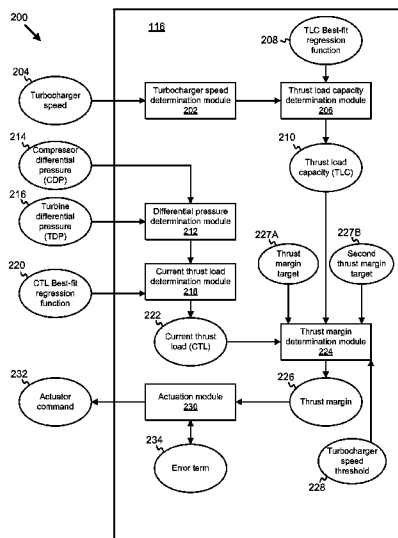 200
116
204
Turbocharger
speed
Turbocharger speed
determination module
202
208
TLC Best-fit
regression
function
Thrust load capacity
determination module
206
210
Thrust load
capacity (TLC)
214
Compressor
differential
pressure
(CDP)
216
Turbine
differential
pressure
(TDP)
Differential pressure
determination module
212
220
CTL Best-fit
regression
function
Current thrust load
determination module
218
222
Current thrust
load (CTL)
227A
Thrust
margin
target
227B
Second
thrust margin
target
Thrust margin
determination module
224
226
Thrust margin
232
Actuator
command
Actuation module
230
234
Error term
Turbocharger
speed
threshold
228